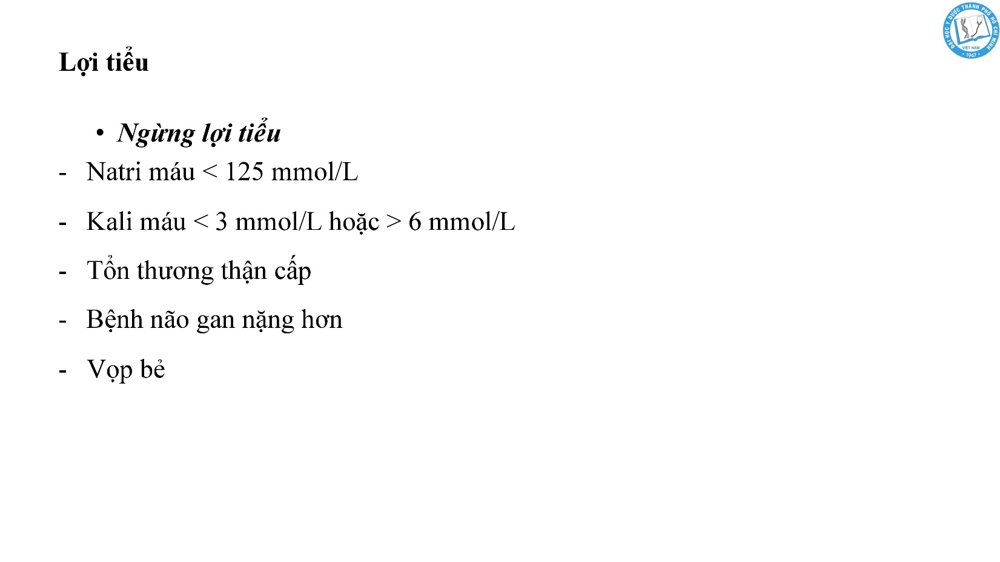 ĐẠI HỌC Y DƯỢC THÀNH PHỐ HỒ CHÍ MINH
VIỆT NAM
1947
Lợi tiểu
• Ngừng lợi tiểu
- Natri máu < 125 mmol/L
- Kali máu < 3 mmol/L hoặc > 6 mmol/L
- Tổn thương thận cấp
- Bệnh não gan nặng hơn
- Vọp bẻ